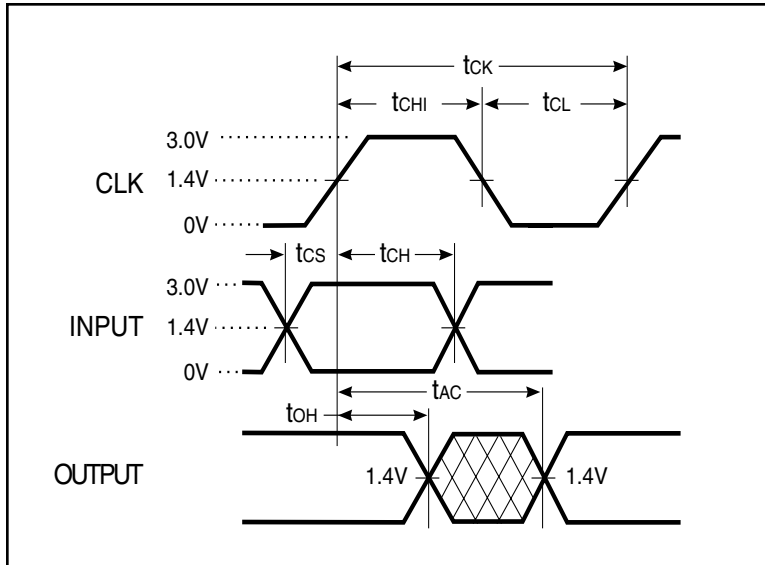 tCK
tCHI tCL
3.0V
CLK 1.4V
0V
tCS tCH
3.0V
INPUT 1.4V
0V
tAC
tOH
OUTPUT 1.4V 1.4V